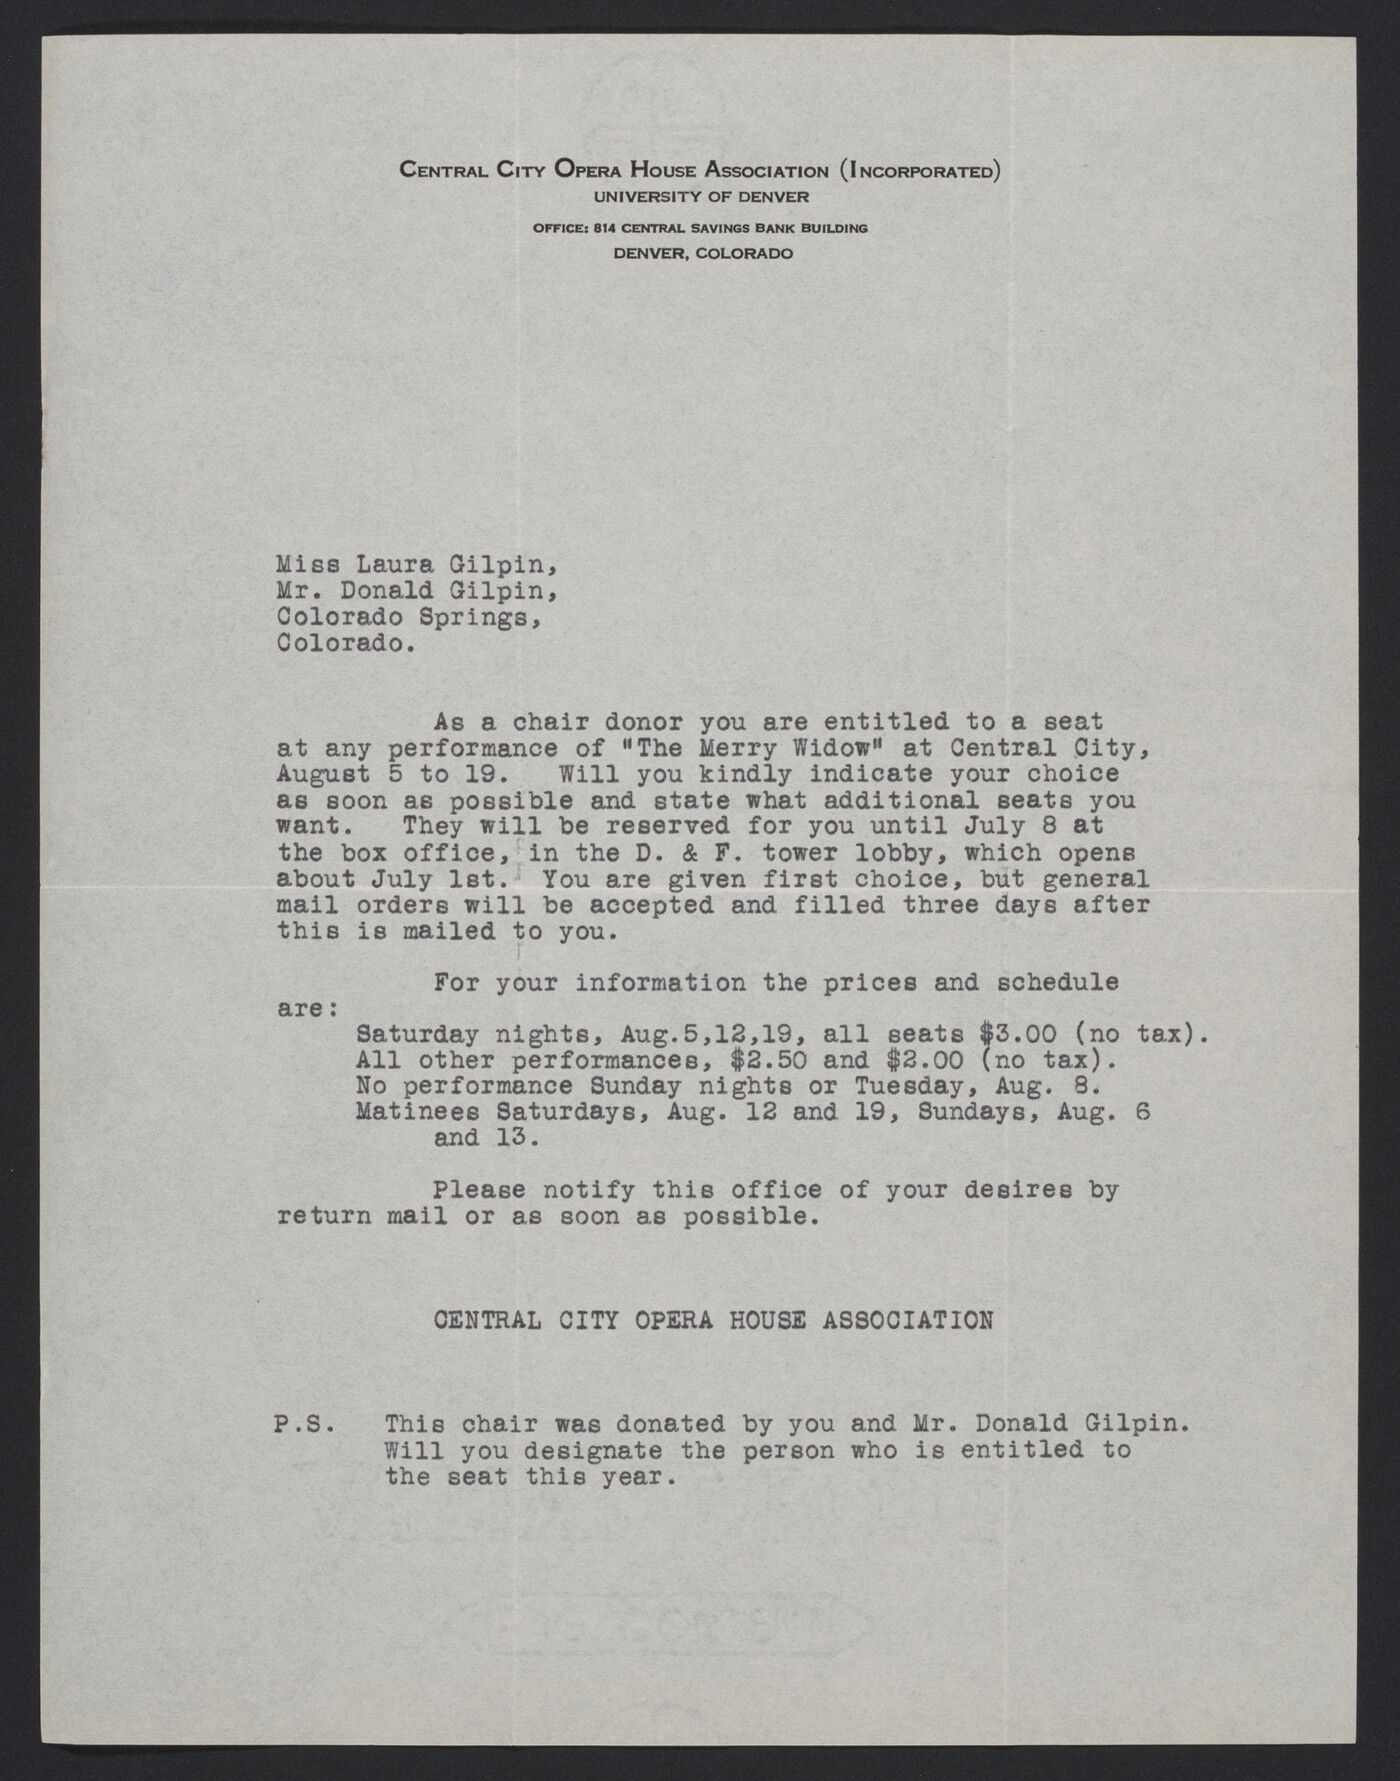 Central City Opera House Association (Incorporated)
UNIVERSITY OF DENVER
OFFICE: 814 CENTRAL SAVINGS BANK BUILDING
DENVER, COLORADO
Miss Laura Gilpin,
Mr. Donald Gilpin,
Colorado Springs,
Colorado.
As a chair donor you are entitled to a seat
at any performance of "The Merry Widow" at Central City,
August 5 to 19. Will you kindly indicate your choice
as soon as possible and state what additional seats you
want. They will be reserved for you until July 8 at
the box office, in the D. & F. tower lobby, which opens
about July 1st. You are given first choice, but general
mail orders will be accepted and filled three days after
this is mailed to you.
For your information the prices and schedule
are:
Saturday nights, Aug.5,12,19, all seats $3.00 (no tax).
All other performances, $2.50 and $2.00 (no tax).
No performance Sunday nights or Tuesday, Aug. 8.
Matinees Saturdays, Aug. 12 and 19, Sundays, Aug. 6
and 13.
Please notify this office of your desires by
return mail or as soon as possible.
CENTRAL CITY OPERA HOUSE ASSOCIATION
P.S. This chair was donated by you and Mr. Donald Gilpin.
Will you designate the person who is entitled to
the seat this year.